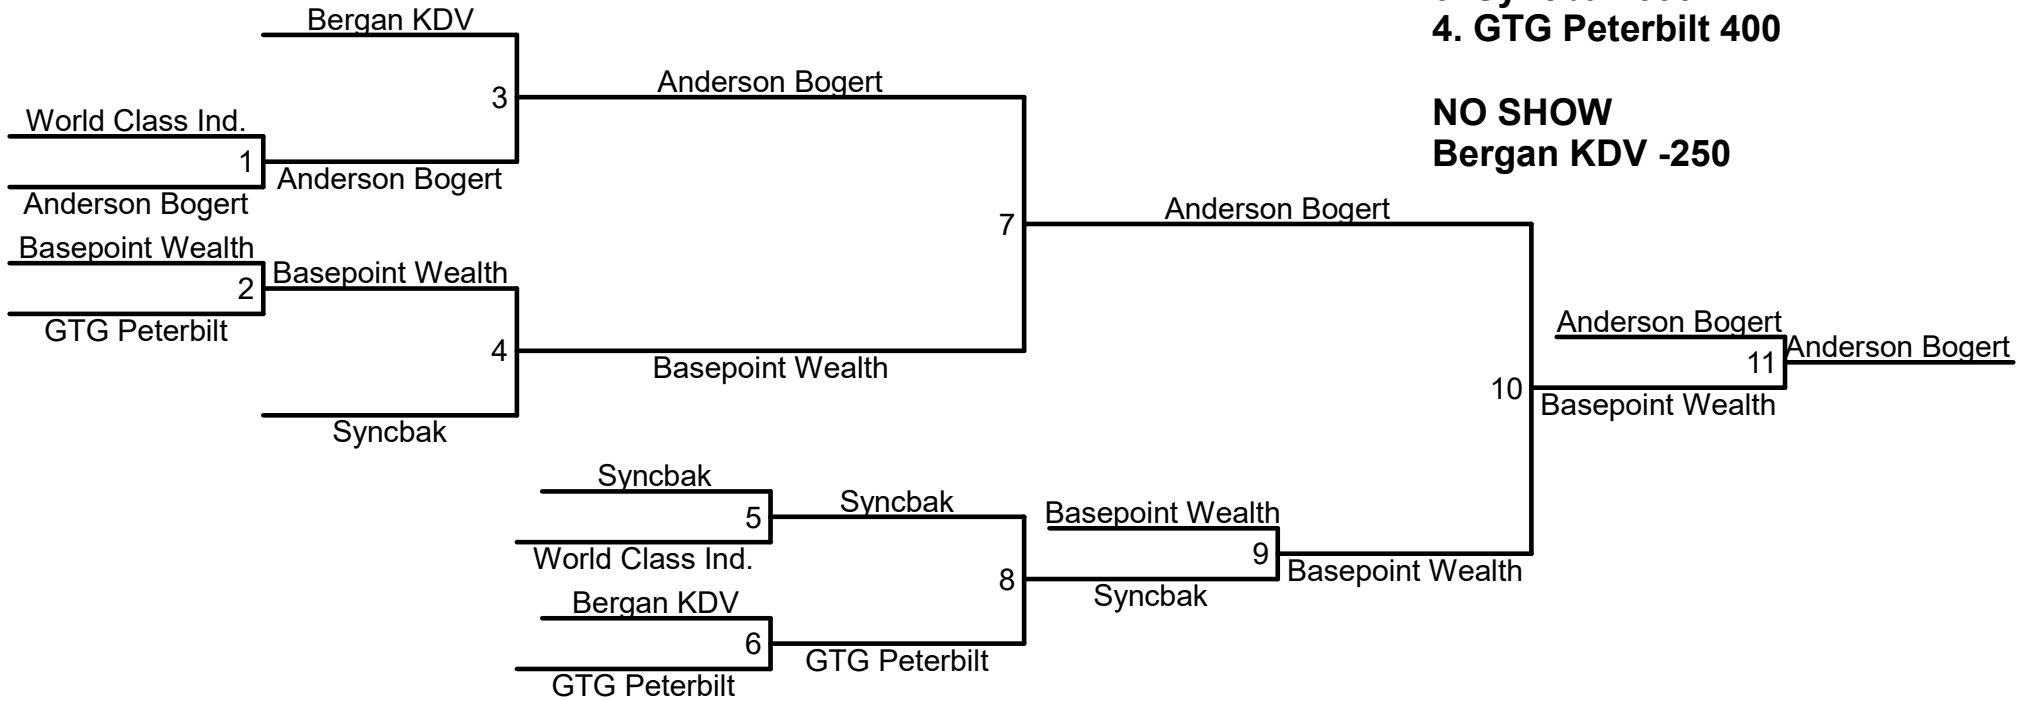 4. GTG Peterbilt 400
NO SHOW
Bergan KDV -250
Bergan KDV
3
Anderson Bogert
World Class Ind.
1
Anderson Bogert
Anderson Bogert
Basepoint Wealth
2
Basepoint Wealth
GTG Peterbilt
4
Basepoint Wealth
Syncbak
7
Anderson Bogert
Syncbak
5
Syncbak
World Class Ind.
Bergan KDV
6
GTG Peterbilt
GTG Peterbilt
8
Basepoint Wealth
9
Basepoint Wealth
Syncbak
10
Anderson Bogert
11
Anderson Bogert
Basepoint Wealth